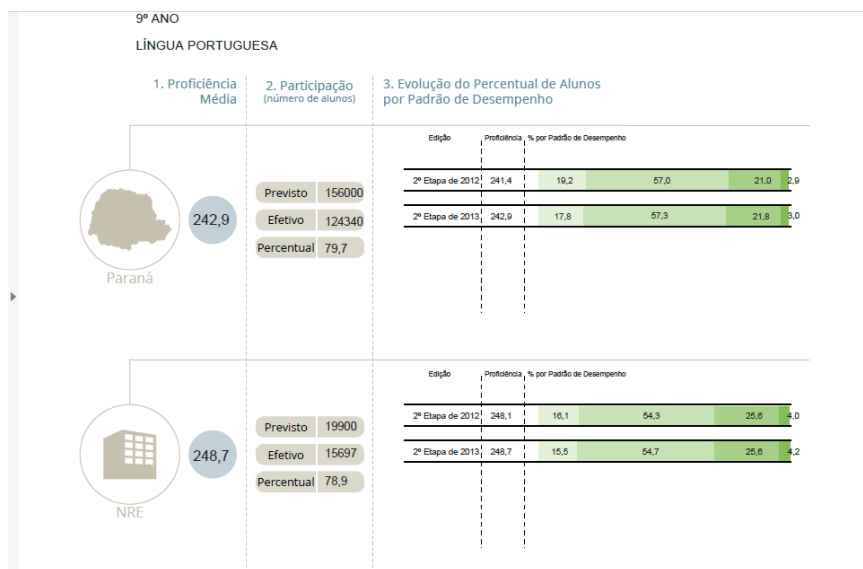 9º ANO
LÍNGUA PORTUGUESA
1. Proficiência
Média
2. Participação
(número de alunos)
3. Evolução do Percentual de Alunos
por Padrão de Desempenho
Edição Proficiência % por Padrão de Desempenho
2ª Etapa de 2012 241,4 19,2 57,0 21,0 2,9
2ª Etapa de 2013 242,9 17,8 57,3 21,8 3,0
242,9
Previsto 156000
Efetivo 124340
Percentual 79,7
Paraná
Edição Proficiência % por Padrão de Desempenho
2ª Etapa de 2012 248,1 16,1 54,3 25,6 4,0
2ª Etapa de 2013 248,7 15,5 54,7 25,6 4,2
248,7
Previsto 19900
Efetivo 15697
Percentual 78,9
NRE